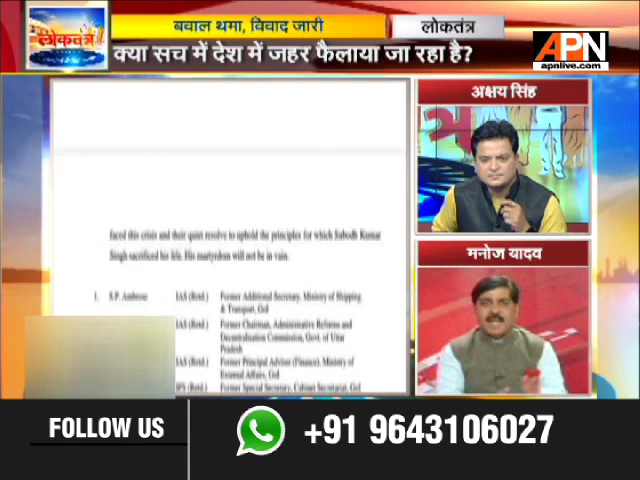 लोकतंत्र
बवाल थमा, विवाद जारी
लोकतंत्र
क्या सच में देश में जहर फैलाया जा रहा है?
APN
apnlive.com
अक्षय सिंह
मनोज यादव
faced this crisis and their quiet resolve to uphold the principles for which Subodh Kumar
Singh sacrificed his life. His martyrdom will not be in vain.
1. S.P. Ambrose IAS (Retd.) Former Additional Secretary, Ministry of Shipping
& Transport, GoI
IAS (Retd.) Former Chairman, Administrative Reforms and
Decentralisation Commission, Govt. of Uttar
Pradesh
IAS (Retd.) Former Principal Adviser (Finance), Ministry of
External Affairs, GoI
IPS (Retd.) Former Special Secretary, Cabinet Secretariat, GoI
FOLLOW US
+91 9643106027
APN